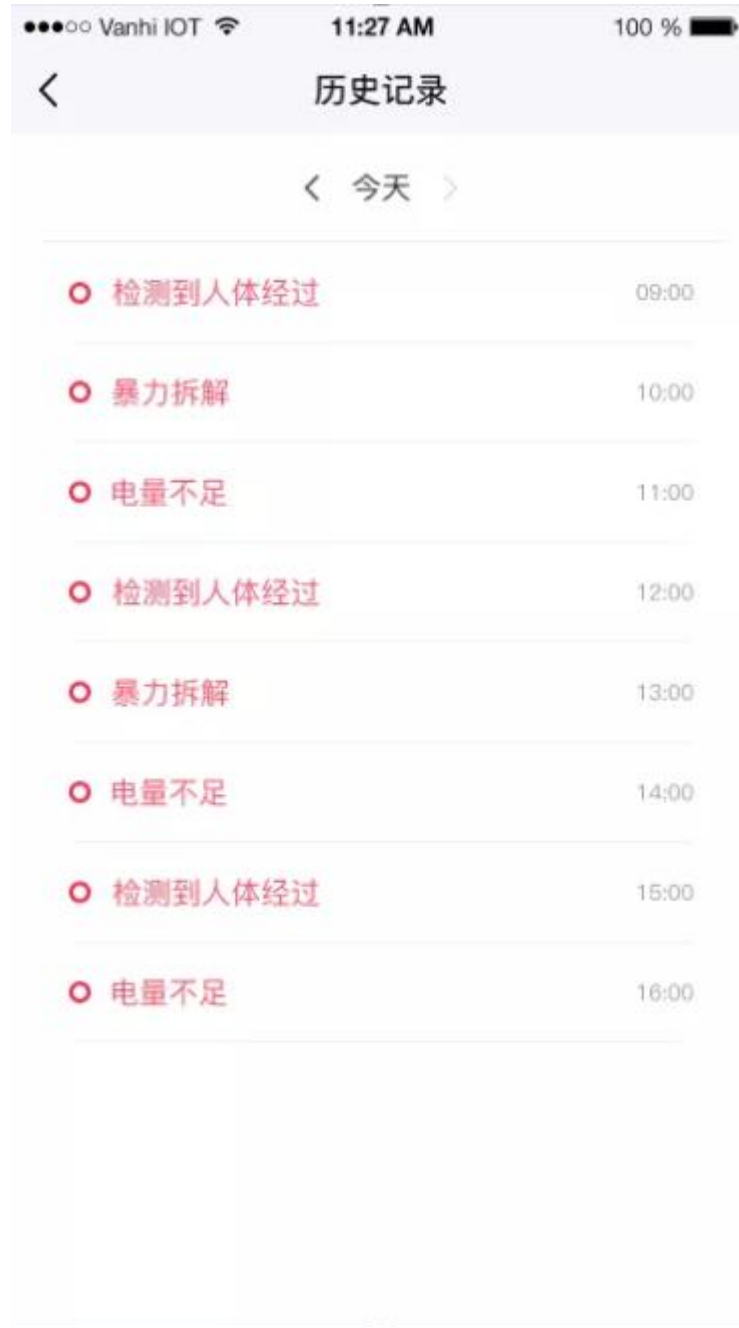 Vanhi IOT 11:27 AM 100 %
历史记录
今天
检测到人体经过 09:00
暴力拆解 10:00
电量不足 11:00
检测到人体经过 12:00
暴力拆解 13:00
电量不足 14:00
检测到人体经过 15:00
电量不足 16:00